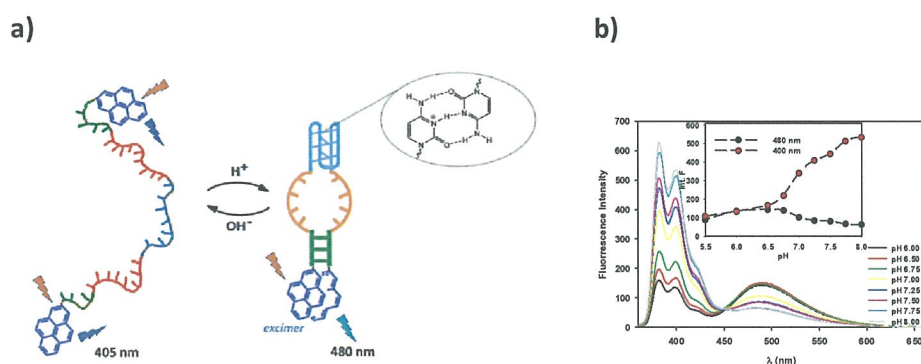 a)
H⁺
OH⁻
excimer
405 nm
480 nm
N
H
H
O
N
N
H
N
O
N
O
H
N
H
b)
Fluorescence Intensity
700
600
500
400
300
200
100
0
400
450
500
550
600
650
λ (nm)
Int. F
600
500
400
300
200
100
0
5.5
6.0
6.5
7.0
7.5
8.0
pH
480 nm
400 nm
pH 6.00
pH 6.50
pH 6.75
pH 7.00
pH 7.25
pH 7.50
pH 7.75
pH 8.00